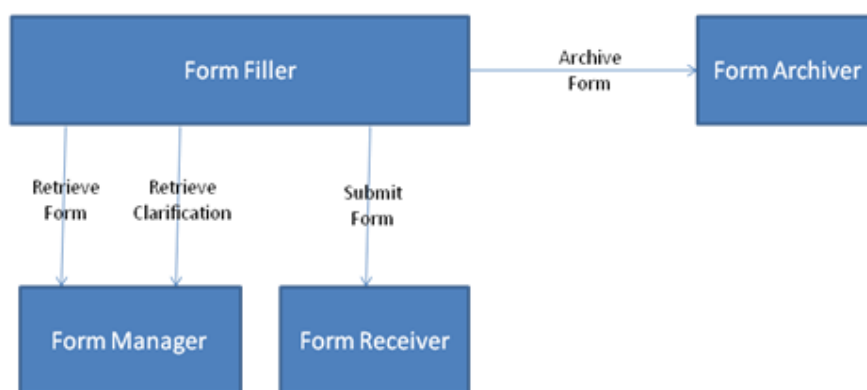 Form Filler
Archive
Form
Form Archiver
Retrieve
Form
Retrieve
Clarification
Submit
Form
Form Manager
Form Receiver